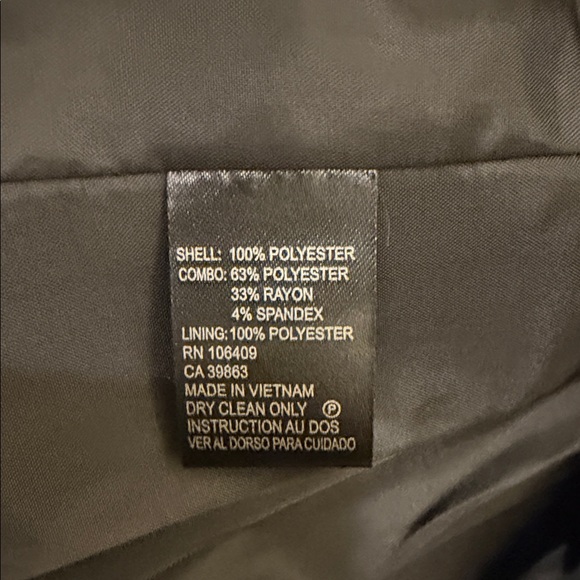 SHELL: 100% POLYESTER
COMBO: 63% POLYESTER
33% RAYON
4% SPANDEX
LINING: 100% POLYESTER
RN 106409
CA 39863
MADE IN VIETNAM
DRY CLEAN ONLY Ⓟ
INSTRUCTION AU DOS
VER AL DORSO PARA CUIDADO